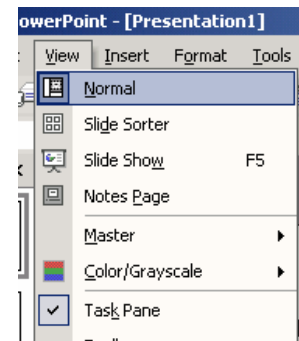 owerPoint - [Presentation1]
View Insert Format Tools
Normal
Slide Sorter
Slide Show F5
Notes Page
Master
Color/Grayscale
Task Pane